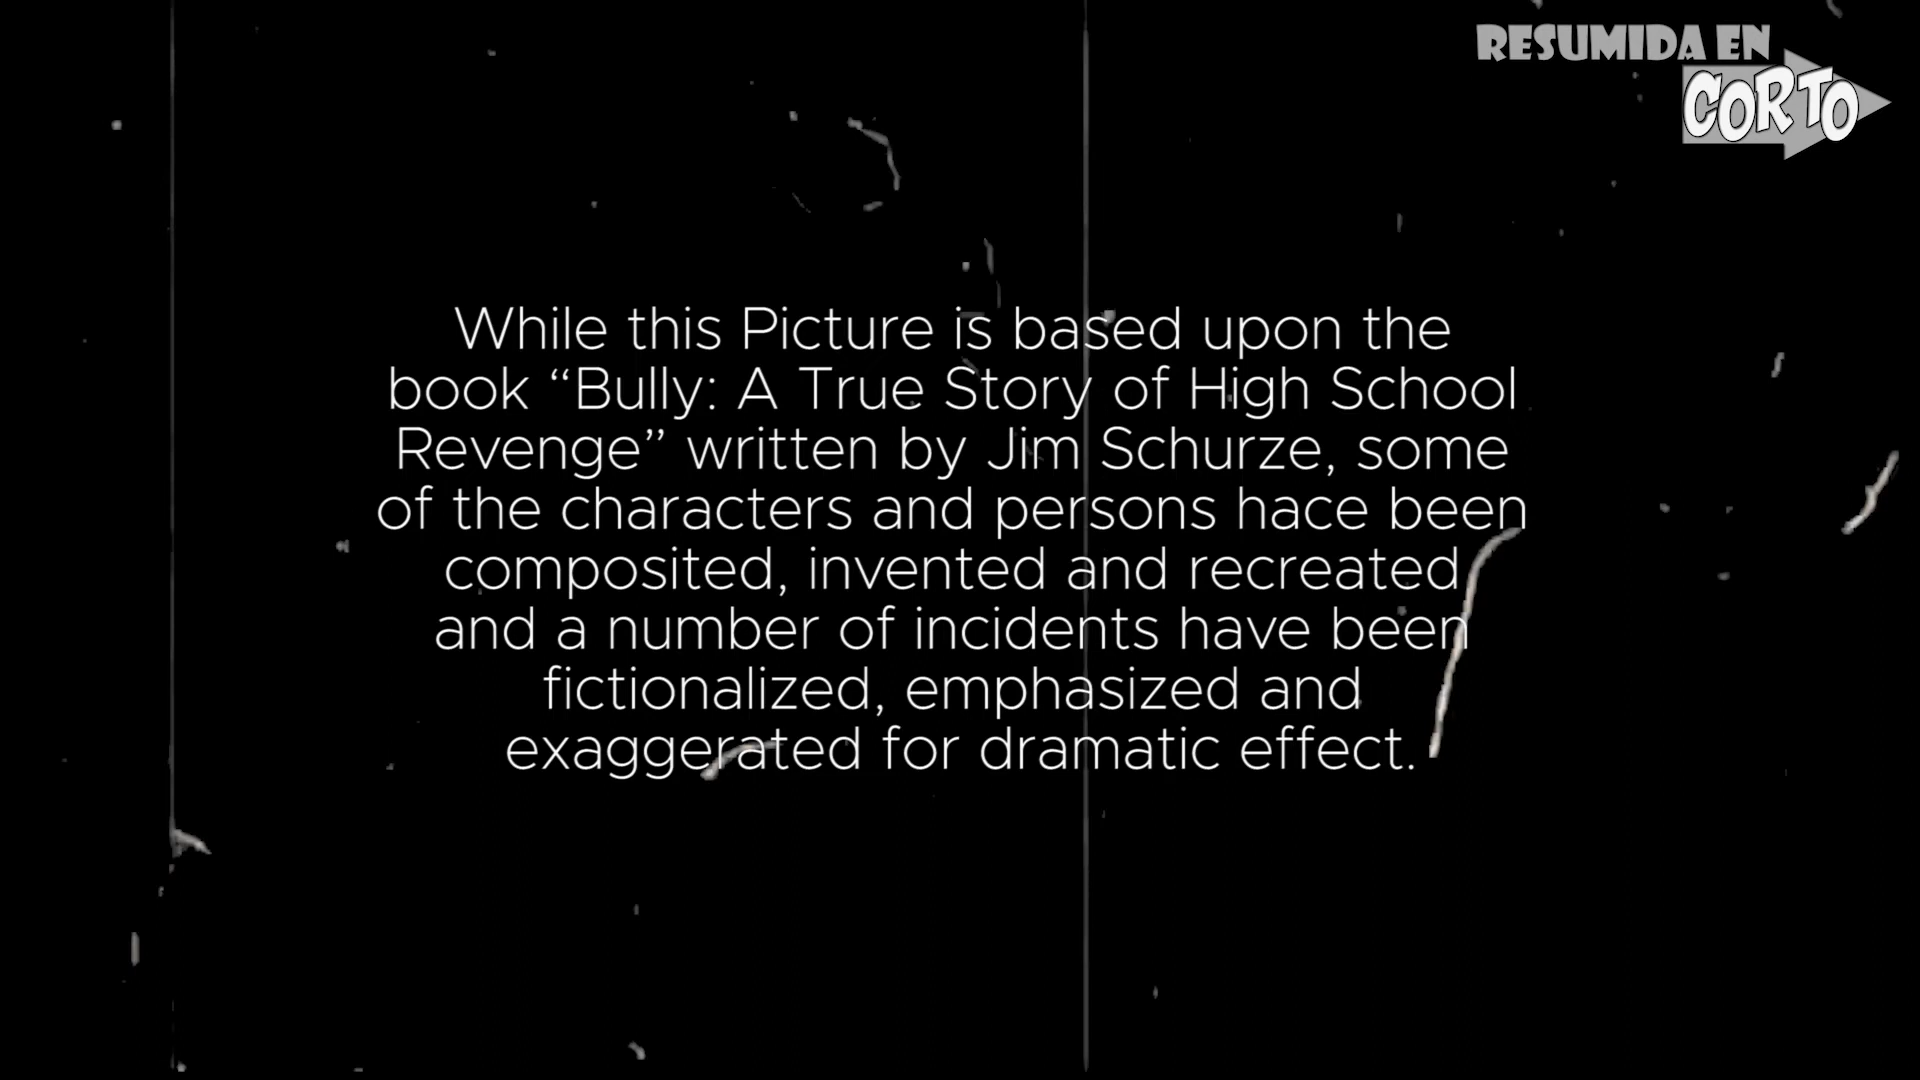 RESUMIDA EN
CORTO
While this Picture is based upon the
book “Bully: A True Story of High School
Revenge” written by Jim Schurze, some
of the characters and persons hace been
composited, invented and recreated
and a number of incidents have been
fictionalized, emphasized and
exaggerated for dramatic effect.